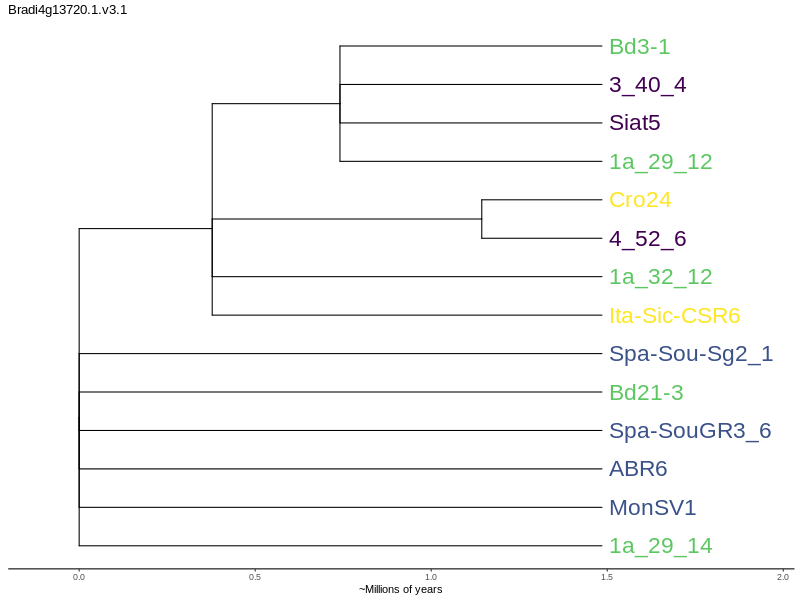 Bradi4g13720.1.v3.1
Bd3-1
3_40_4
Siat5
1a_29_12
Cro24
4_52_6
1a_32_12
Ita-Sic-CSR6
Spa-Sou-Sg2_1
Bd21-3
Spa-SouGR3_6
ABR6
MonSV1
1a_29_14
0.0 0.5 1.0 1.5 2.0
~Millions of years